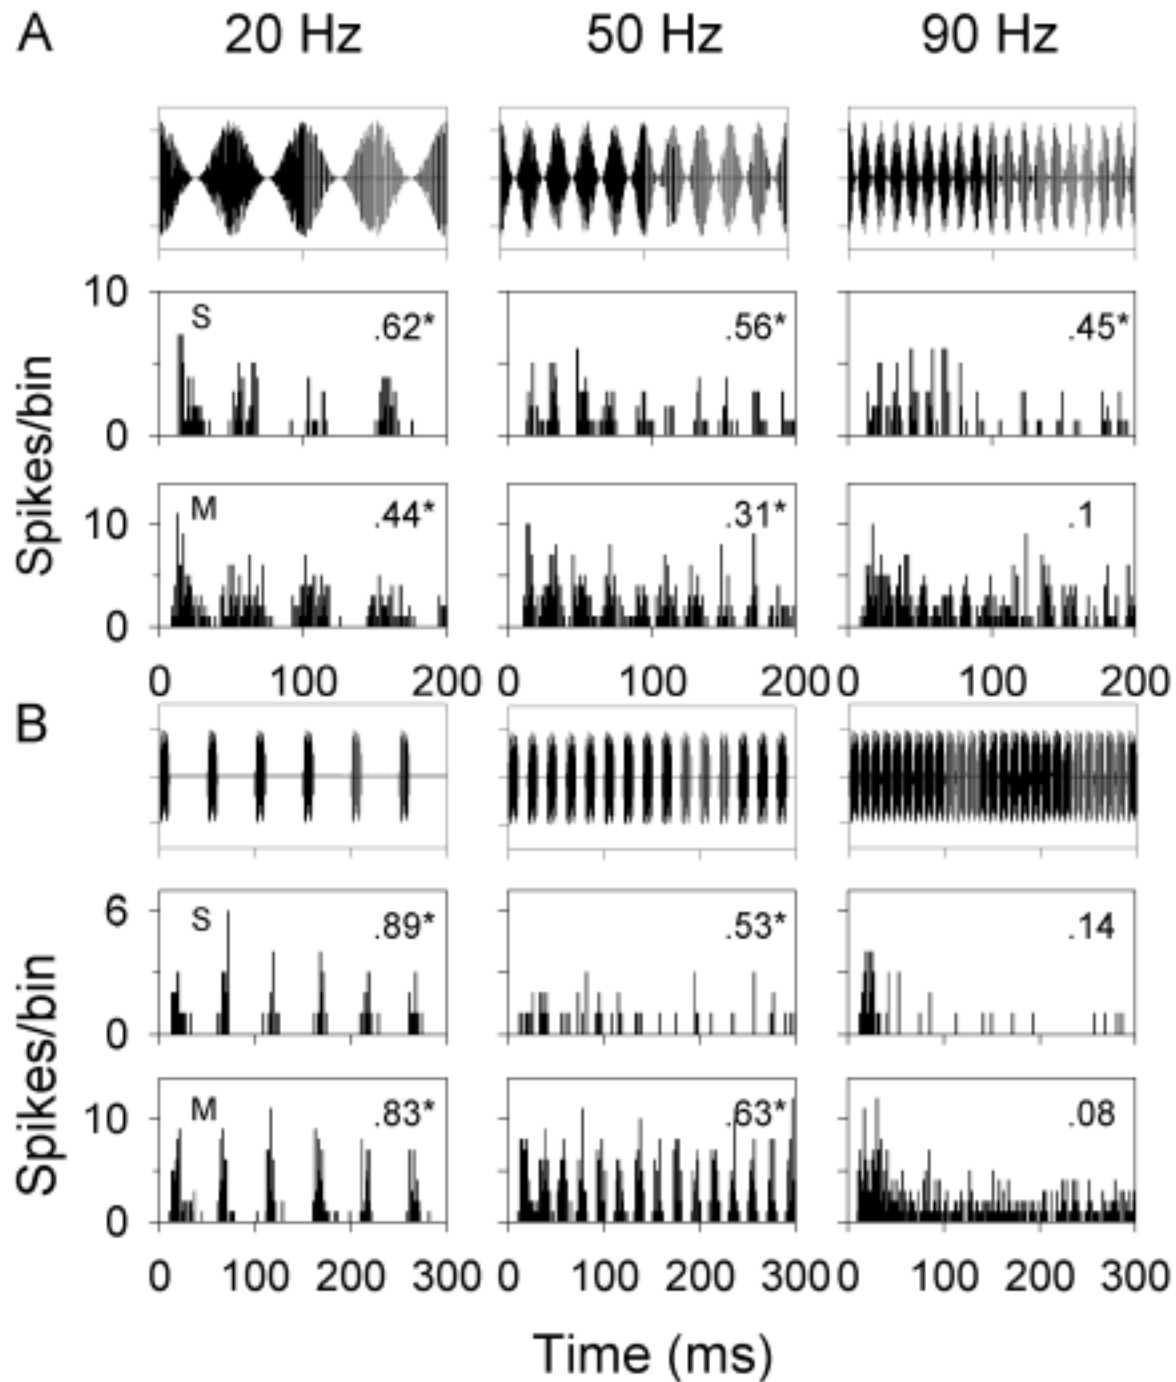 A 20 Hz 50 Hz 90 Hz
10 S .62* .56* .45*
0
Spikes/bin
10 M .44* .31* .1
0
0 100 200 0 100 200 0 100 200
B
6 S .89* .53* .14
0
Spikes/bin
10 M .83* .63* .08
0
0 100 200 300 0 100 200 300 0 100 200 300
Time (ms)